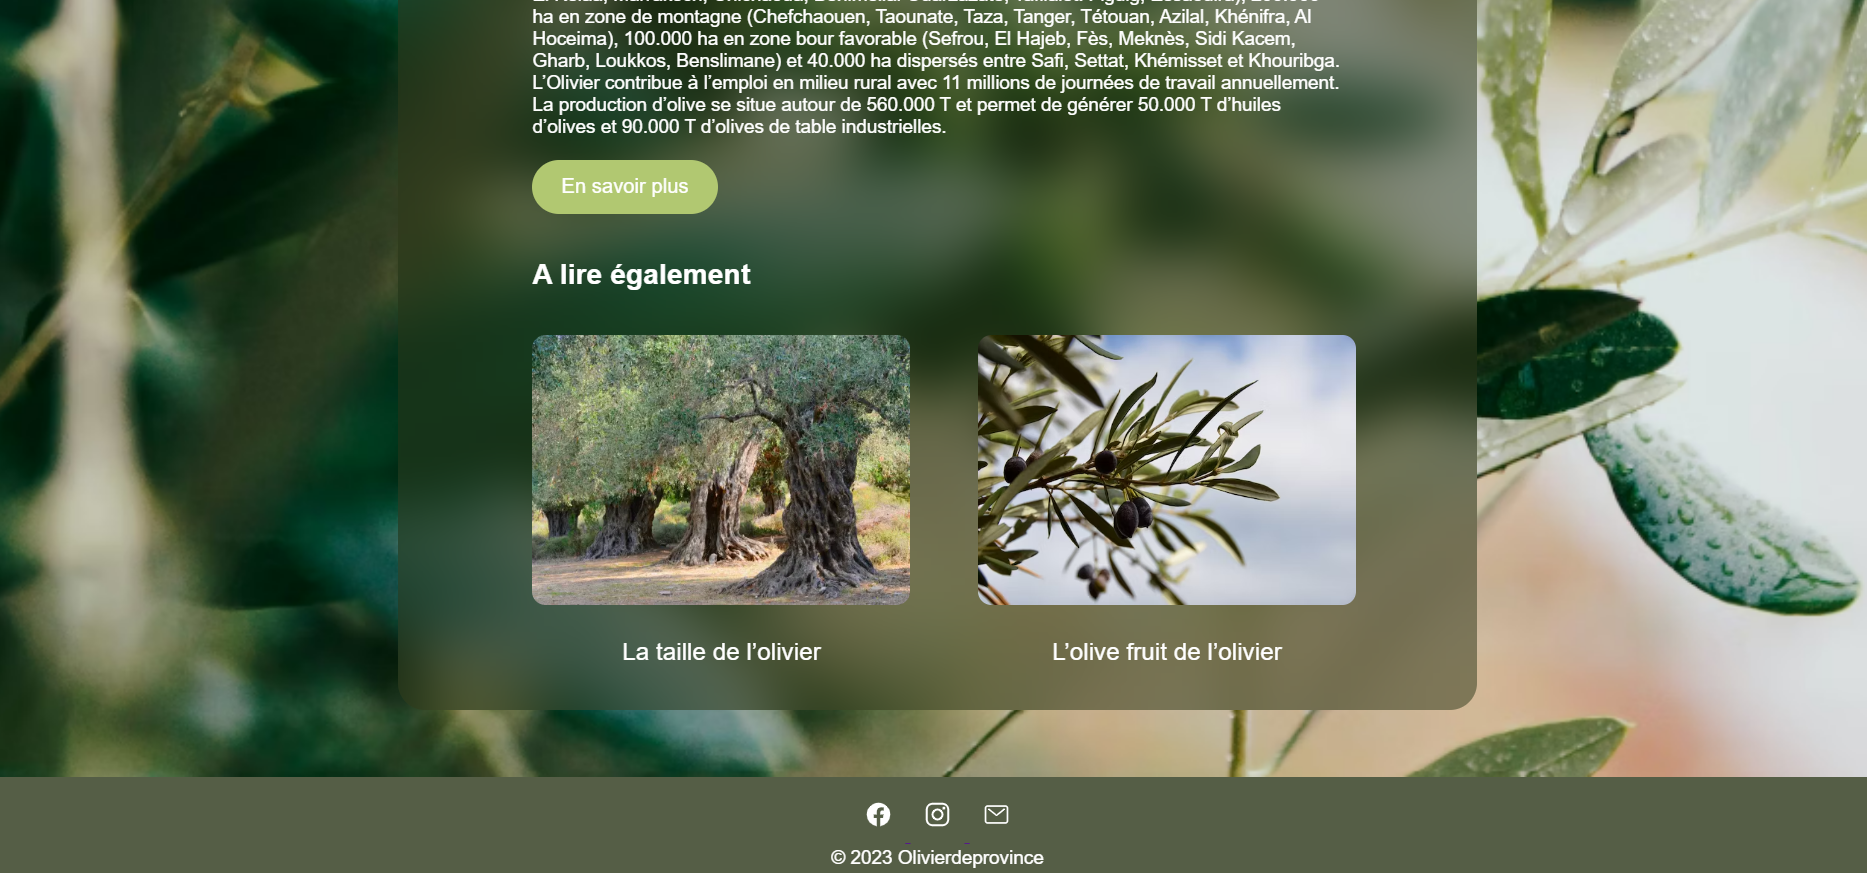 ha en zone de montagne (Chefchaouen, Taounate, Taza, Tanger, Tétouan, Azilal, Khénifra, Al
Hoceima), 100.000 ha en zone bour favorable (Sefrou, El Hajeb, Fès, Meknès, Sidi Kacem,
Gharb, Loukkos, Benslimane) et 40.000 ha dispersés entre Safi, Settat, Khémisset et Khouribga.
L’Olivier contribue à l’emploi en milieu rural avec 11 millions de journées de travail annuellement.
La production d’olive se situe autour de 560.000 T et permet de générer 50.000 T d’huiles
d’olives et 90.000 T d’olives de table industrielles.
En savoir plus
A lire également
La taille de l’olivier
L’olive fruit de l’olivier
© 2023 Olivierdeprovince